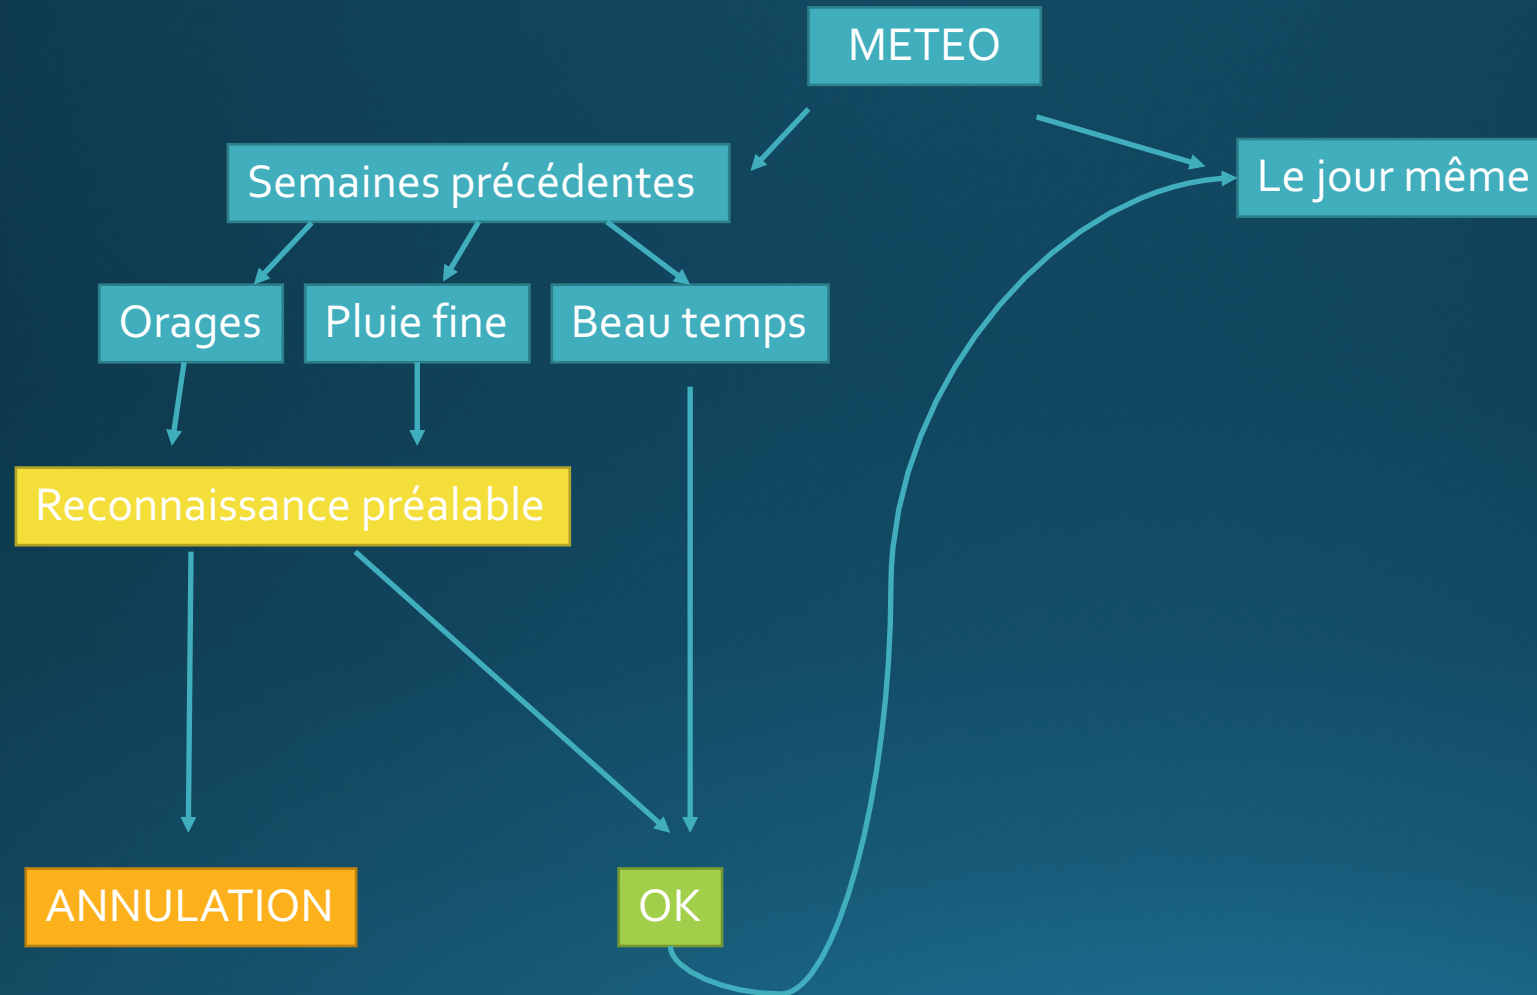 METEO
Semaines précédentes
Le jour même
Orages
Pluie fine
Beau temps
Reconnaissance préalable
ANNULATION
OK